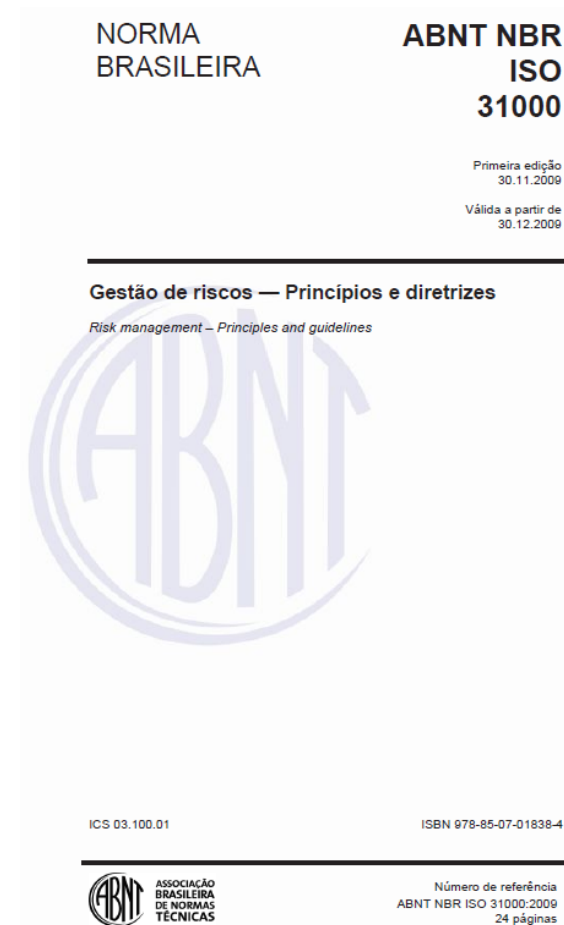 NORMA
BRASILEIRA
ABNT NBR
ISO
31000
Primeira edição
30.11.2009
Válida a partir de
30.12.2009
Gestão de riscos — Princípios e diretrizes
Risk management – Principles and guidelines
ABNT
ICS 03.100.01
ISBN 978-85-07-01838-4
ABNT
ASSOCIAÇÃO
BRASILEIRA
DE NORMAS
TÉCNICAS
Número de referência
ABNT NBR ISO 31000:2009
24 páginas